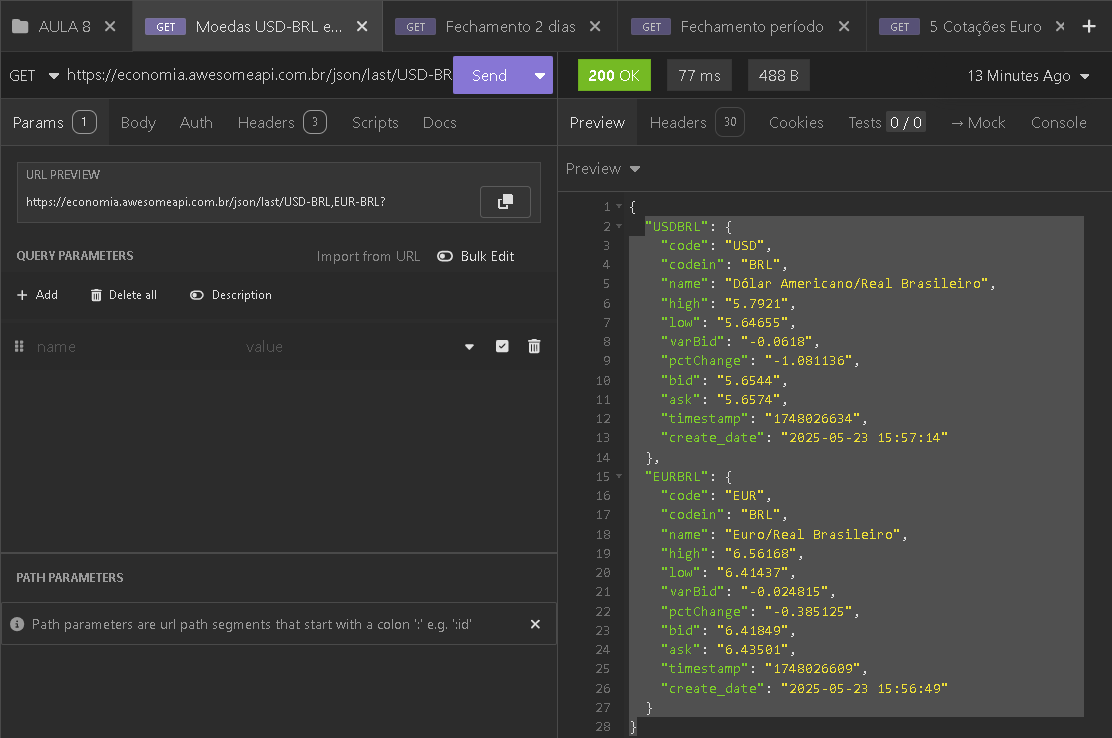 AULA 8
GET Moedas USD-BRL e...
GET Fechamento 2 dias
GET Fechamento período
GET 5 Cotações Euro
GET https://economia.awesomeapi.com.br/json/last/USD-BR
Send
200 OK
77 ms
488 B
13 Minutes Ago
Params 1 Body Auth Headers 3 Scripts Docs
URL PREVIEW
https://economia.awesomeapi.com.br/json/last/USD-BRL,EUR-BRL?
QUERY PARAMETERS
Import from URL
Bulk Edit
+ Add
Delete all
Description
name
value
PATH PARAMETERS
Path parameters are url path segments that start with a colon ':' e.g. ':id'
Preview Headers 30 Cookies Tests 0 / 0 → Mock Console
Preview
1 {
2 "USDBRL": {
3 "code": "USD",
4 "codein": "BRL",
5 "name": "Dólar Americano/Real Brasileiro",
6 "high": "5.7921",
7 "low": "5.64655",
8 "varBid": "-0.0618",
9 "pctChange": "-1.081136",
10 "bid": "5.6544",
11 "ask": "5.6574",
12 "timestamp": "1748026634",
13 "create_date": "2025-05-23 15:57:14"
14 },
15 "EURBRL": {
16 "code": "EUR",
17 "codein": "BRL",
18 "name": "Euro/Real Brasileiro",
19 "high": "6.56168",
20 "low": "6.41437",
21 "varBid": "-0.024815",
22 "pctChange": "-0.385125",
23 "bid": "6.41849",
24 "ask": "6.43501",
25 "timestamp": "1748026609",
26 "create_date": "2025-05-23 15:56:49"
27 }
28 }